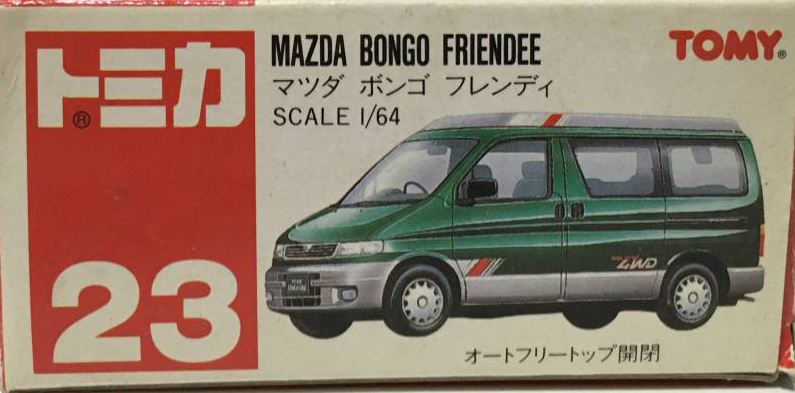 トミカ®
MAZDA BONGO FRIENDEE
マツダ ボンゴ フレンディ
SCALE 1/64
TOMY®
23
4WD
オートフリートップ開閉